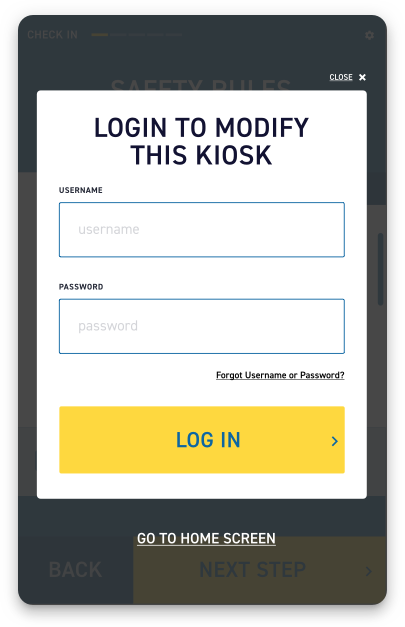 CHECK IN
SAFETY RULES
CLOSE
LOGIN TO MODIFY
THIS KIOSK
USERNAME
username
PASSWORD
password
Forgot Username or Password?
LOG IN
GO TO HOME SCREEN
BACK
NEXT STEP